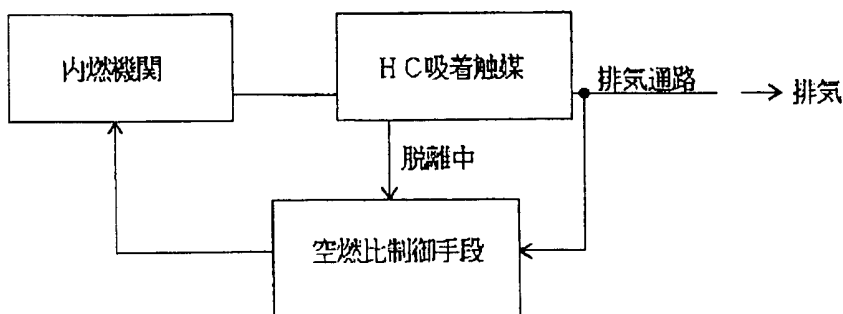 内燃機関
HC吸着触媒
排気通路
排気
脱離中
空燃比制御手段